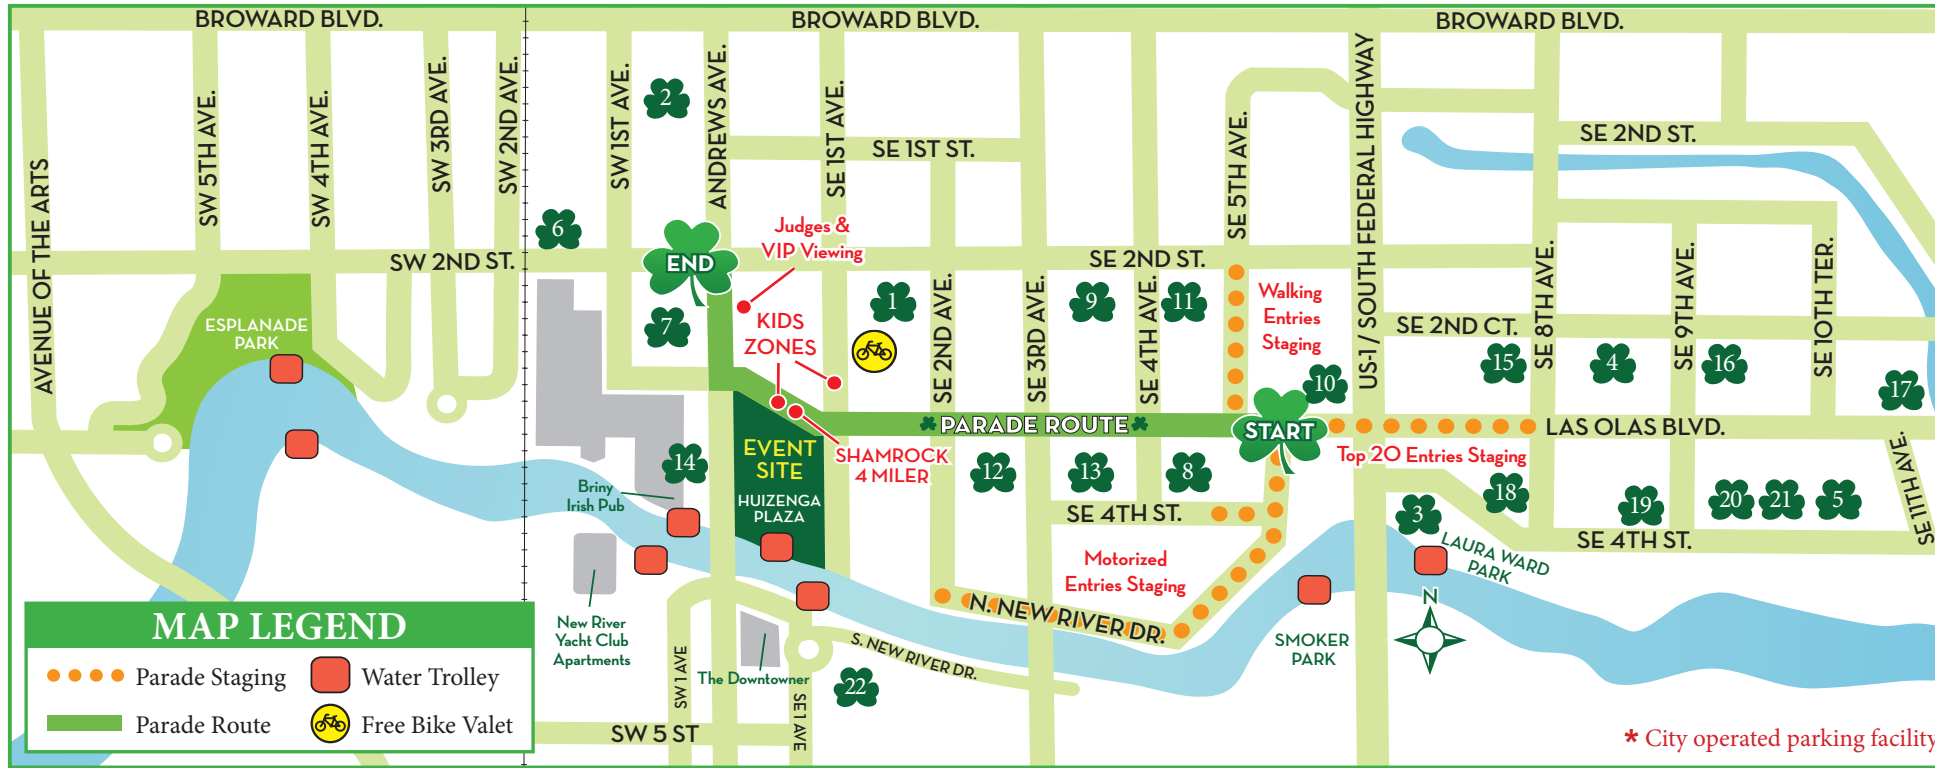 BROWARD BLVD.
BROWARD BLVD.
BROWARD BLVD.
AVENUE OF THE ARTS
SW 5TH AVE.
SW 4TH AVE.
SW 3RD AVE.
SW 2ND AVE.
SW 1ST AVE.
2
ANDREWS AVE.
SE 1ST AVE.
SE 1ST ST.
SE 5TH AVE.
US-1 / SOUTH FEDERAL HIGHWAY
SE 2ND ST.
6
Judges &
VIP Viewing
END
SW 2ND ST.
SE 2ND ST.
SE 8TH AVE.
SE 9TH AVE.
SE 10TH TER.
ESPLANADE
PARK
7
KIDS
ZONES
1
SE 2ND AVE.
SE 3RD AVE.
9
SE 4TH AVE.
11
Walking
Entries
Staging
SE 2ND CT.
10
15
4
16
17
PARADE ROUTE
START
LAS OLAS BLVD.
Top 20 Entries Staging
SE 11TH AVE.
EVENT
SITE
HUIZENGA
PLAZA
SHAMROCK
4 MILER
14
Briny
Irish Pub
12
13
8
SE 4TH ST.
3
18
19
20
21
5
SE 4TH ST.
LAURA WARD
PARK
Motorized
Entries Staging
N. NEW RIVER DR.
N
SMOKER
PARK
New River
Yacht Club
Apartments
SW 1 AVE
The Downtowner
SE 1 AVE
S. NEW RIVER DR.
22
SW 5 ST
MAP LEGEND
Parade Staging
Water Trolley
Parade Route
Free Bike Valet
* City operated parking facility